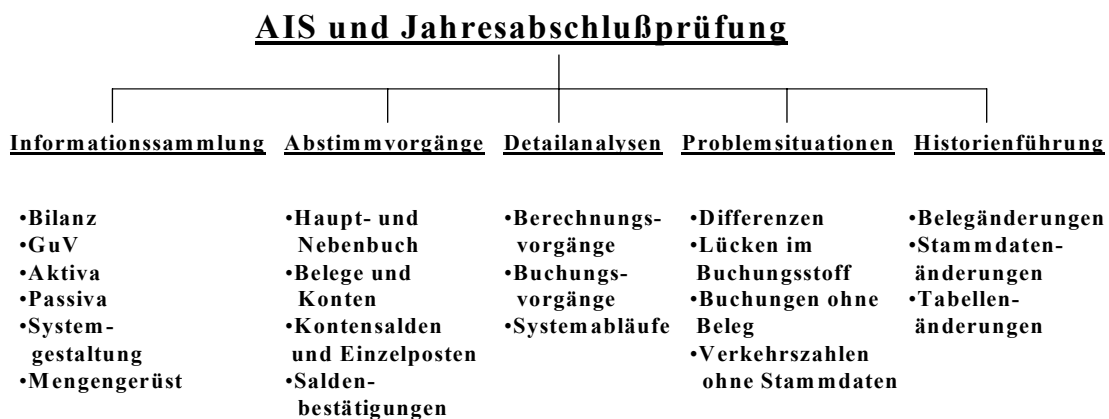 AIS und Jahresabschlußprüfung
Informationssammlung
•Bilanz
•GuV
•Aktiva
•Passiva
•System-
gestaltung
•Mengengerüst
Abstimmvorgänge
•Haupt- und
Nebenbuch
•Belege und
Konten
•Kontensalden
und Einzelposten
•Salden-
bestätigungen
Detailanalysen
•Berechnungs-
vorgänge
•Buchungs-
vorgänge
•Systemabläufe
Problemsituationen
•Differenzen
•Lücken im
Buchungsstoff
•Buchungen ohne
Beleg
•Verkehrszahlen
ohne Stammdaten
Historienführung
•Belegänderungen
•Stammdaten-
änderungen
•Tabellen-
änderungen